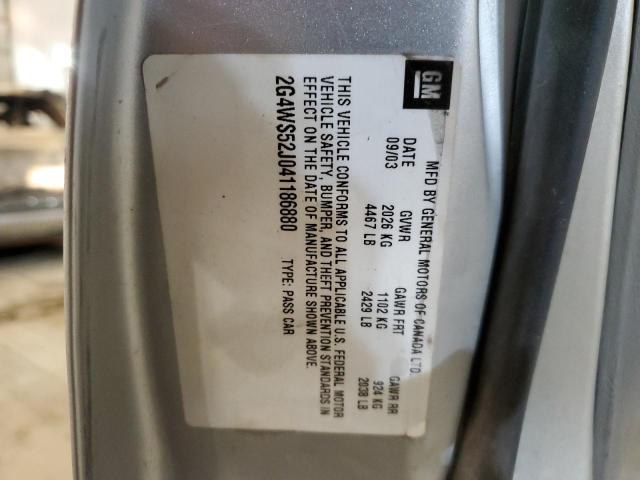 GM
MFD BY GENERAL MOTORS OF CANADA LTD.
DATE GVWR GAWR FRT GAWR RR
09/03 2026 KG 1102 KG 924 KG
4467 LB 2429 LB 2038 LB
THIS VEHICLE CONFORMS TO ALL APPLICABLE U.S. FEDERAL MOTOR
VEHICLE SAFETY, BUMPER, AND THEFT PREVENTION STANDARDS IN
EFFECT ON THE DATE OF MANUFACTURE SHOWN ABOVE.
2G4WS52J041186880 TYPE: PASS CAR